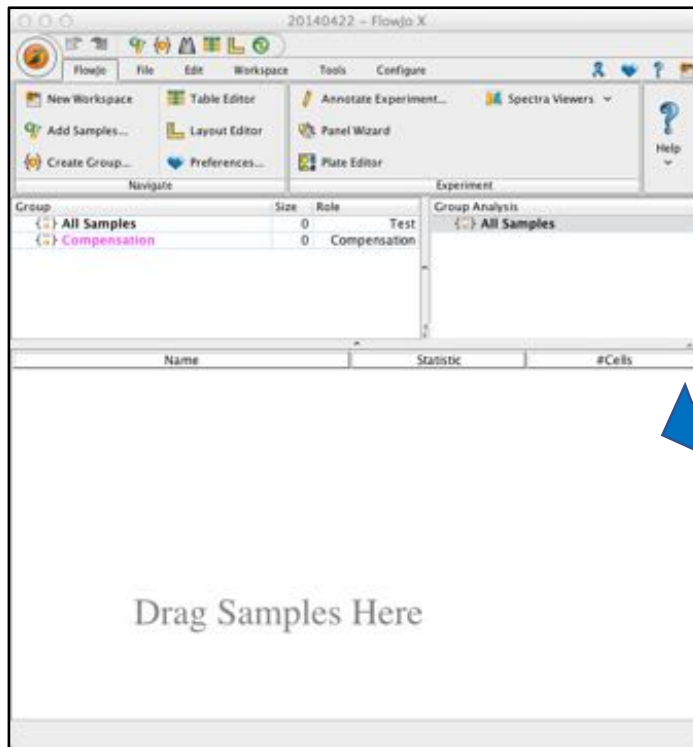 20140422 - FlowJo X
FlowJo File Edit Workspace Tools Configure
New Workspace Table Editor Annotate Experiment... Spectra Viewers
Add Samples... Layout Editor Panel Wizard
Help
Create Group... Preferences... Plate Editor
Navigate Experiment
Group Size Role Group Analysis
{ } All Samples 0 Test { } All Samples
{ } Compensation 0 Compensation
Name Statistic #Cells
Drag Samples Here